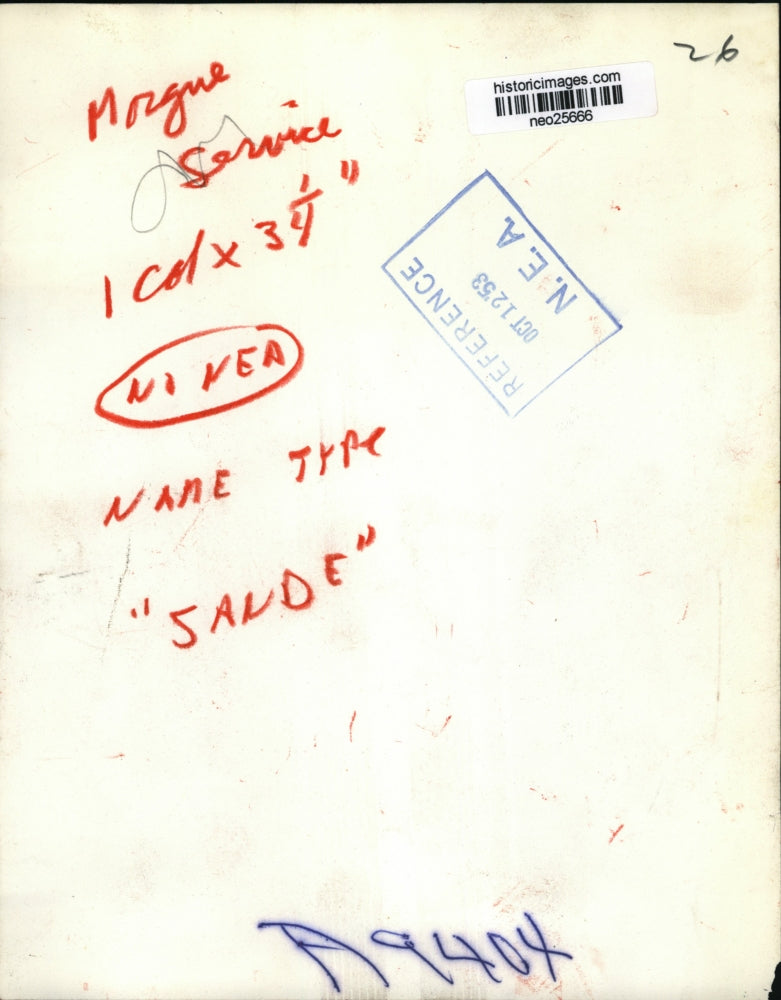 26
historicimages.com
neo25666
Morgue
Service
1 col x 3 1/4"
N1 NEA
NAME TYPE
"SANDE"
REFERENCE
OCT 12 53
N. E. A.
A9404